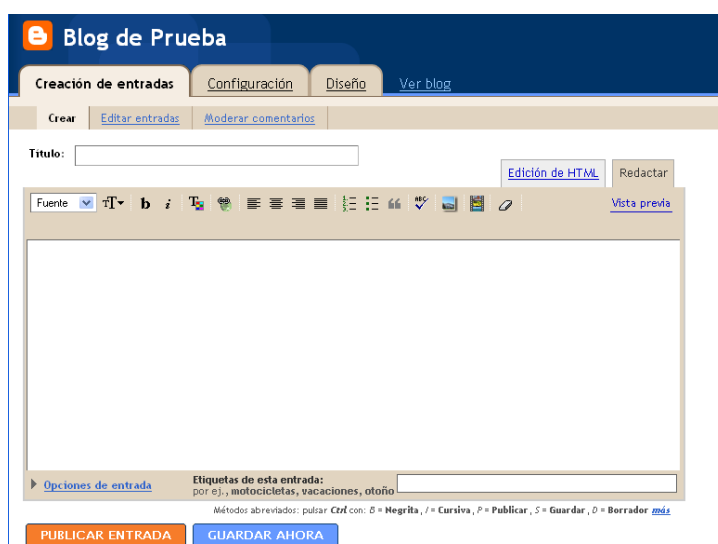 Blog de Prueba
Creación de entradas Configuración Diseño Ver blog
Crear Editar entradas Moderar comentarios
Título:
Edición de HTML Redactar
Fuente T b i T ABC Vista previa
Opciones de entrada
Etiquetas de esta entrada:
por ej., motocicletas, vacaciones, otoño
Métodos abreviados: pulsar Ctrl con: B = Negrita, I = Cursiva, P = Publicar, S = Guardar, D = Borrador más
PUBLICAR ENTRADA GUARDAR AHORA